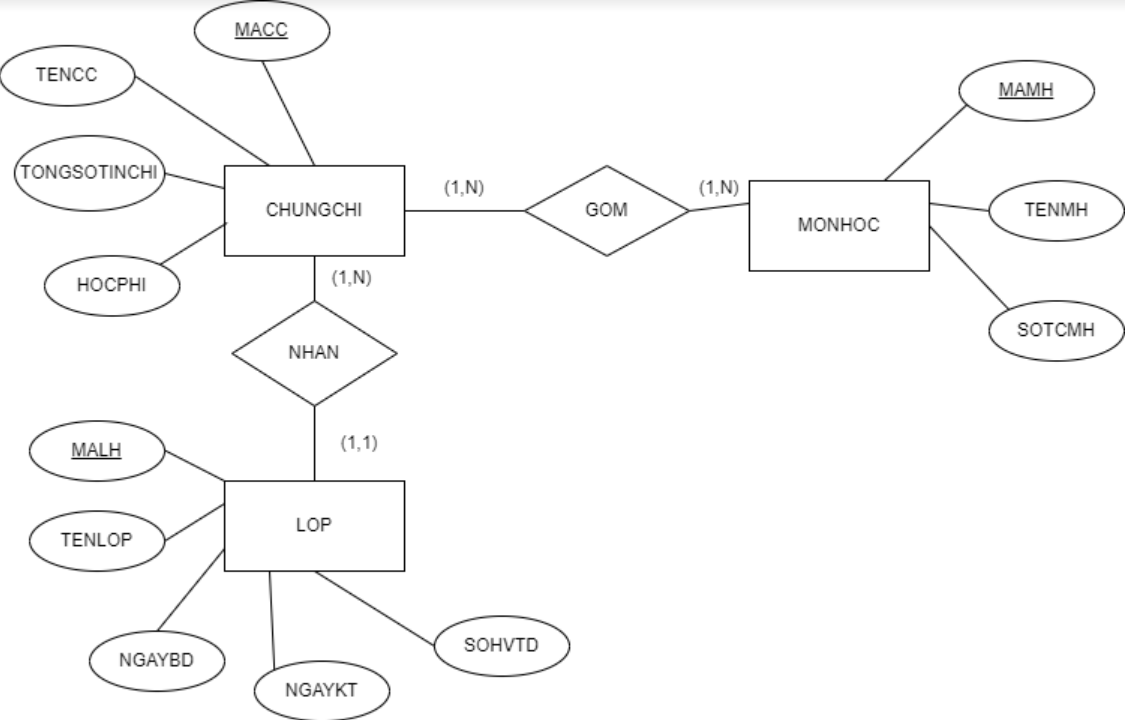 MACC
TENCC
MAMH
TONGSOTINCHI
(1,N)
(1,N)
CHUNGCHI
GOM
MONHOC
TENMH
HOCPHI
(1,N)
SOTCMH
NHAN
(1,1)
MALH
LOP
TENLOP
SOHVTD
NGAYBD
NGAYKT